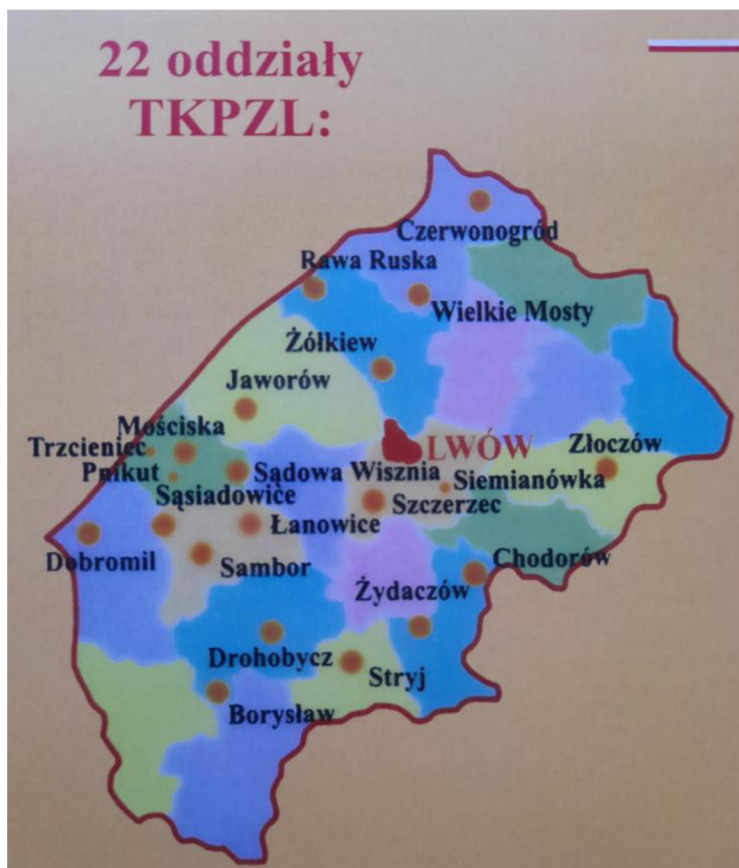 22 oddziały
TKPZL:
Czerwonogród
Rawa Ruska
Wielkie Mosty
Żółkiew
Jaworów
Mościska
Trzcieniec
LWÓW
Złoczów
Pnikut
Sądowa Wisznia
Siemianówka
Sąsiadowice
Szczerzec
Łanowice
Dobromil
Sambor
Chodorów
Żydaczów
Drohobycz
Stryj
Borysław